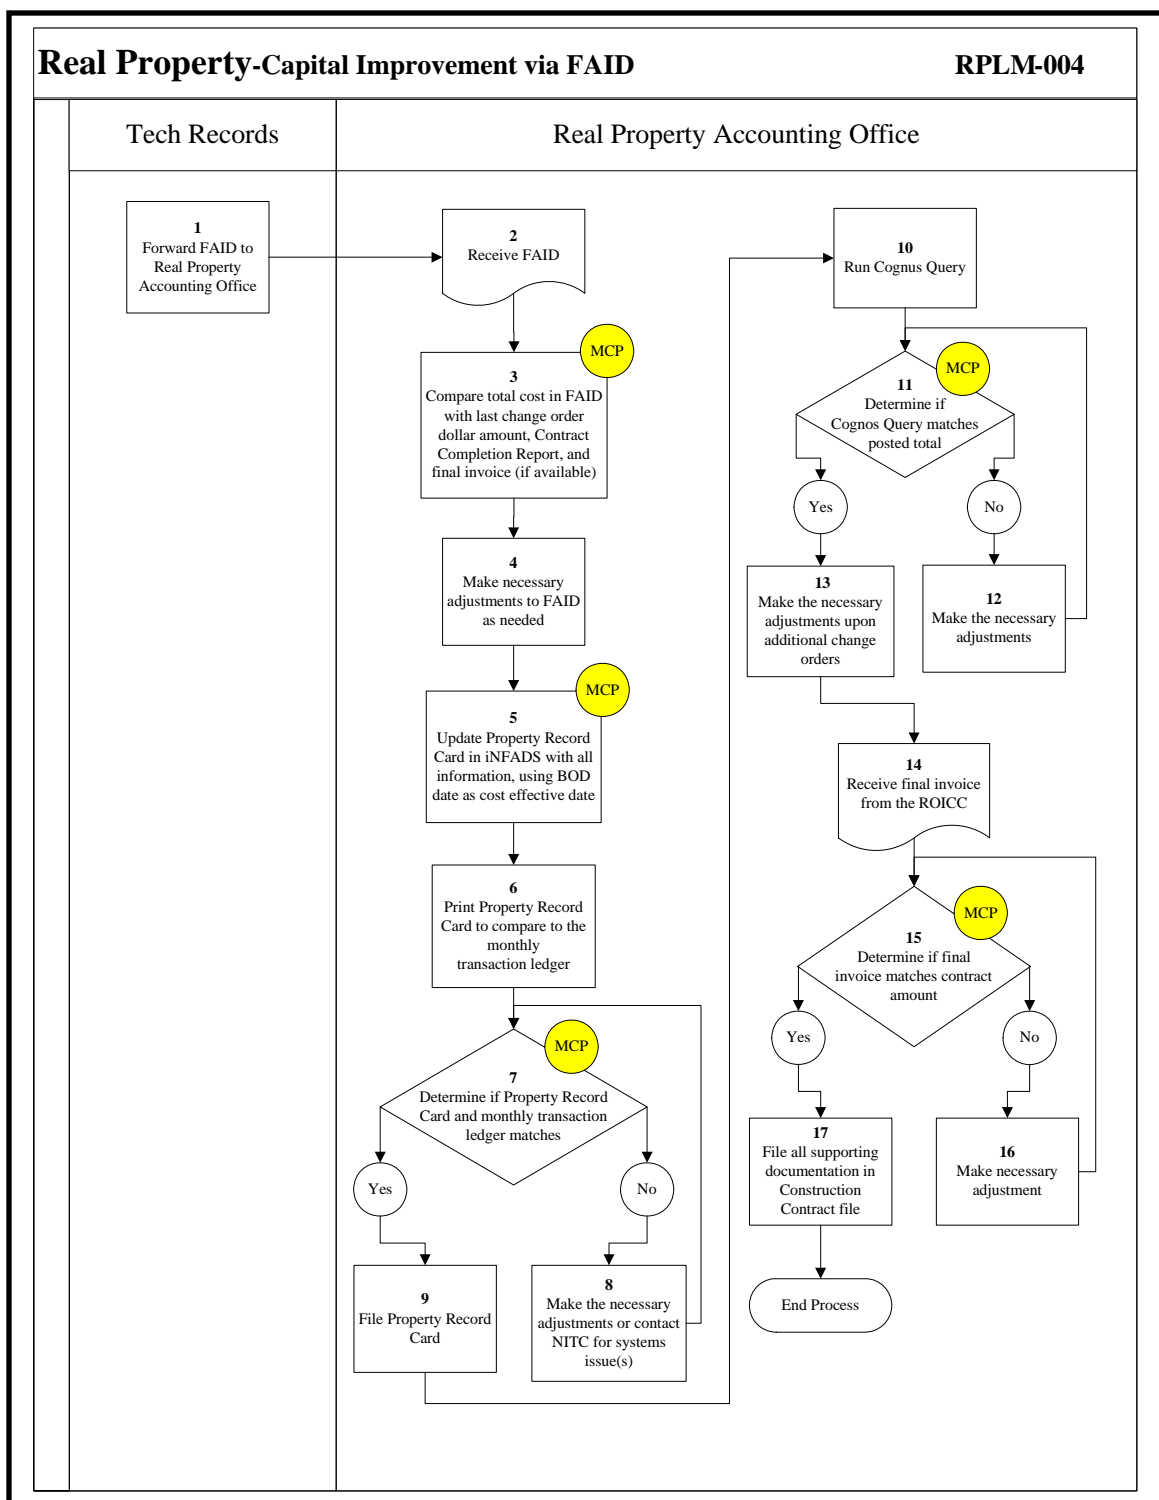 Real Property-Capital Improvement via FAID
RPLM-004
Tech Records
Real Property Accounting Office
1
Forward FAID to
Real Property
Accounting Office
2
Receive FAID
MCP
3
Compare total cost in FAID
with last change order
dollar amount, Contract
Completion Report, and
final invoice (if available)
4
Make necessary
adjustments to FAID
as needed
MCP
5
Update Property Record
Card in iNFADS with all
information, using BOD
date as cost effective date
6
Print Property Record
Card to compare to the
monthly
transaction ledger
MCP
7
Determine if Property Record
Card and monthly transaction
ledger matches
Yes
No
8
Make the necessary
adjustments or contact
NITC for systems
issue(s)
9
File Property Record
Card
10
Run Cognus Query
MCP
11
Determine if
Cognos Query matches
posted total
Yes
No
12
Make the necessary
adjustments
13
Make the necessary
adjustments upon
additional change
orders
14
Receive final invoice
from the ROICC
MCP
15
Determine if final
invoice matches contract
amount
Yes
No
16
Make necessary
adjustment
17
File all supporting
documentation in
Construction
Contract file
End Process